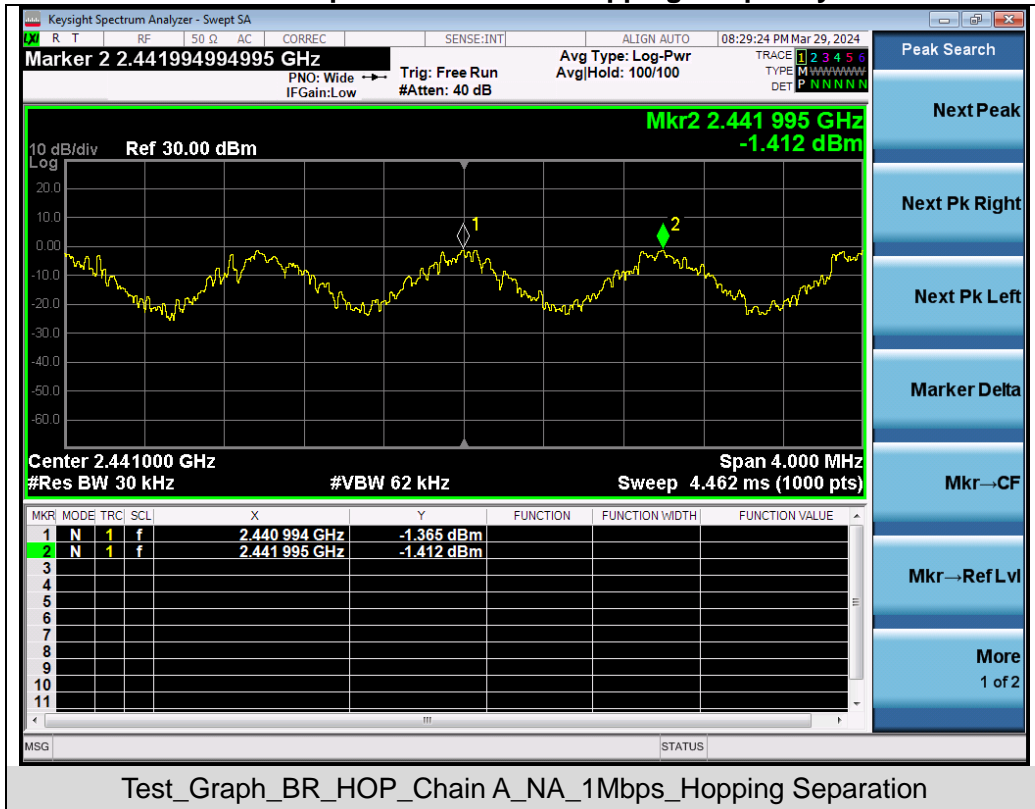 Keysight Spectrum Analyzer - Swept SA
LXI R T RF 50 Ω AC CORREC SENSE:INT ALIGN AUTO 08:29:24 PM Mar 29, 2024
Marker 2 2.441994994995 GHz
PNO: Wide
IFGain:Low
Trig: Free Run
#Atten: 40 dB
Avg Type: Log-Pwr
Avg|Hold: 100/100
TRACE 1 2 3 4 5 6
TYPE M W W W W W
DET P N N N N N
Mkr2 2.441 995 GHz
-1.412 dBm
10 dB/div Ref 30.00 dBm
Log
20.0
10.0
0.00
-10.0
-20.0
-30.0
-40.0
-50.0
-60.0
1
2
Center 2.441000 GHz Span 4.000 MHz
#Res BW 30 kHz #VBW 62 kHz Sweep 4.462 ms (1000 pts)
MKR MODE TRC SCL X Y FUNCTION FUNCTION WIDTH FUNCTION VALUE
1 N 1 f 2.440 994 GHz -1.365 dBm
2 N 1 f 2.441 995 GHz -1.412 dBm
3
4
5
6
7
8
9
10
11
MSG STATUS
Peak Search
Next Peak
Next Pk Right
Next Pk Left
Marker Delta
Mkr→CF
Mkr→Ref Lvl
More
1 of 2
Test_Graph_BR_HOP_Chain A_NA_1Mbps_Hopping Separation